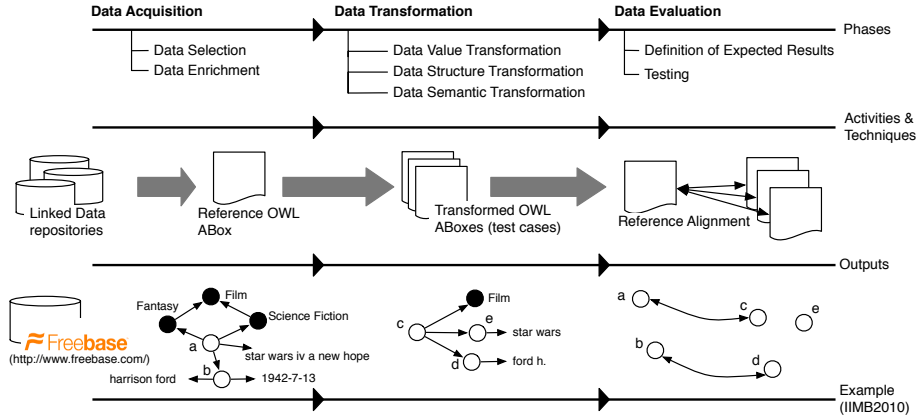 Data Acquisition
Data Transformation
Data Evaluation
Phases
Data Selection
Data Enrichment
Data Value Transformation
Data Structure Transformation
Data Semantic Transformation
Definition of Expected Results
Testing
Activities &
Techniques
Linked Data
repositories
Reference OWL
ABox
Transformed OWL
ABoxes (test cases)
Reference Alignment
Outputs
Freebase
(http://www.freebase.com/)
Film
Fantasy
Science Fiction
a
star wars iv a new hope
b
harrison ford
1942-7-13
Film
c
e
star wars
d
ford h.
a
c
e
b
d
Example
(IIMB2010)